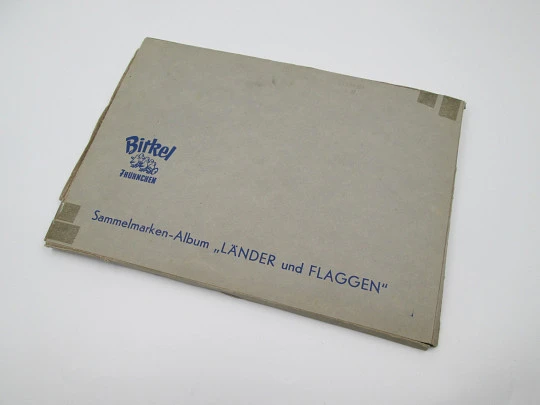 Birkel
7HÜHNCHEN
Sammelmarken-Album „LÄNDER und FLAGGEN“